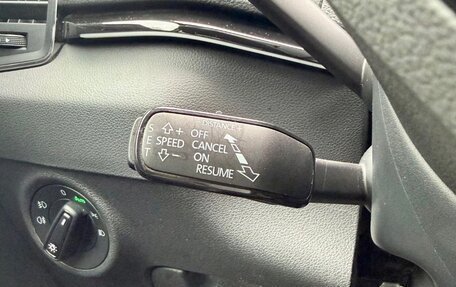 DISTANCE
S + OFF
E SPEED CANCEL
T − ON
RESUME
O